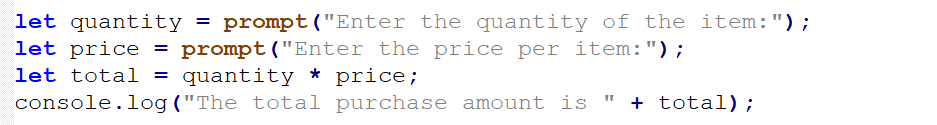 let quantity = prompt("Enter the quantity of the item:");
let price = prompt("Enter the price per item:");
let total = quantity * price;
console.log("The total purchase amount is " + total);